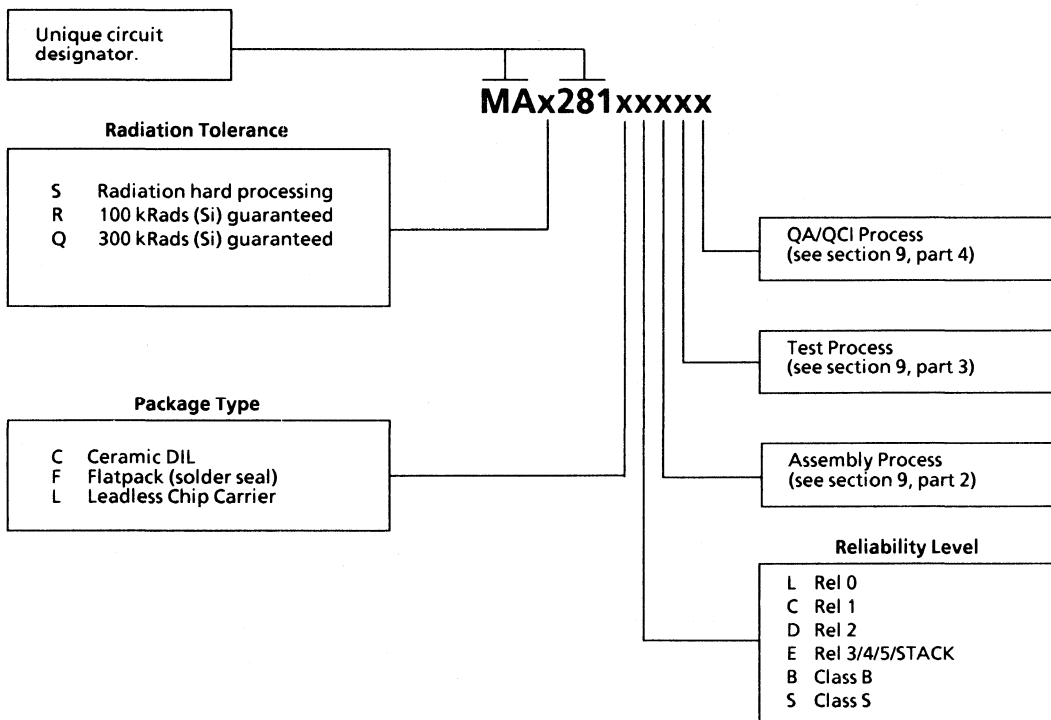 Unique circuit
designator.
MAx281xxxxx
Radiation Tolerance
S Radiation hard processing
R 100 kRads (Si) guaranteed
Q 300 kRads (Si) guaranteed
QA/QCI Process
(see section 9, part 4)
Test Process
(see section 9, part 3)
Package Type
C Ceramic DIL
F Flatpack (solder seal)
L Leadless Chip Carrier
Assembly Process
(see section 9, part 2)
Reliability Level
L Rel 0
C Rel 1
D Rel 2
E Rel 3/4/5/STACK
B Class B
S Class S